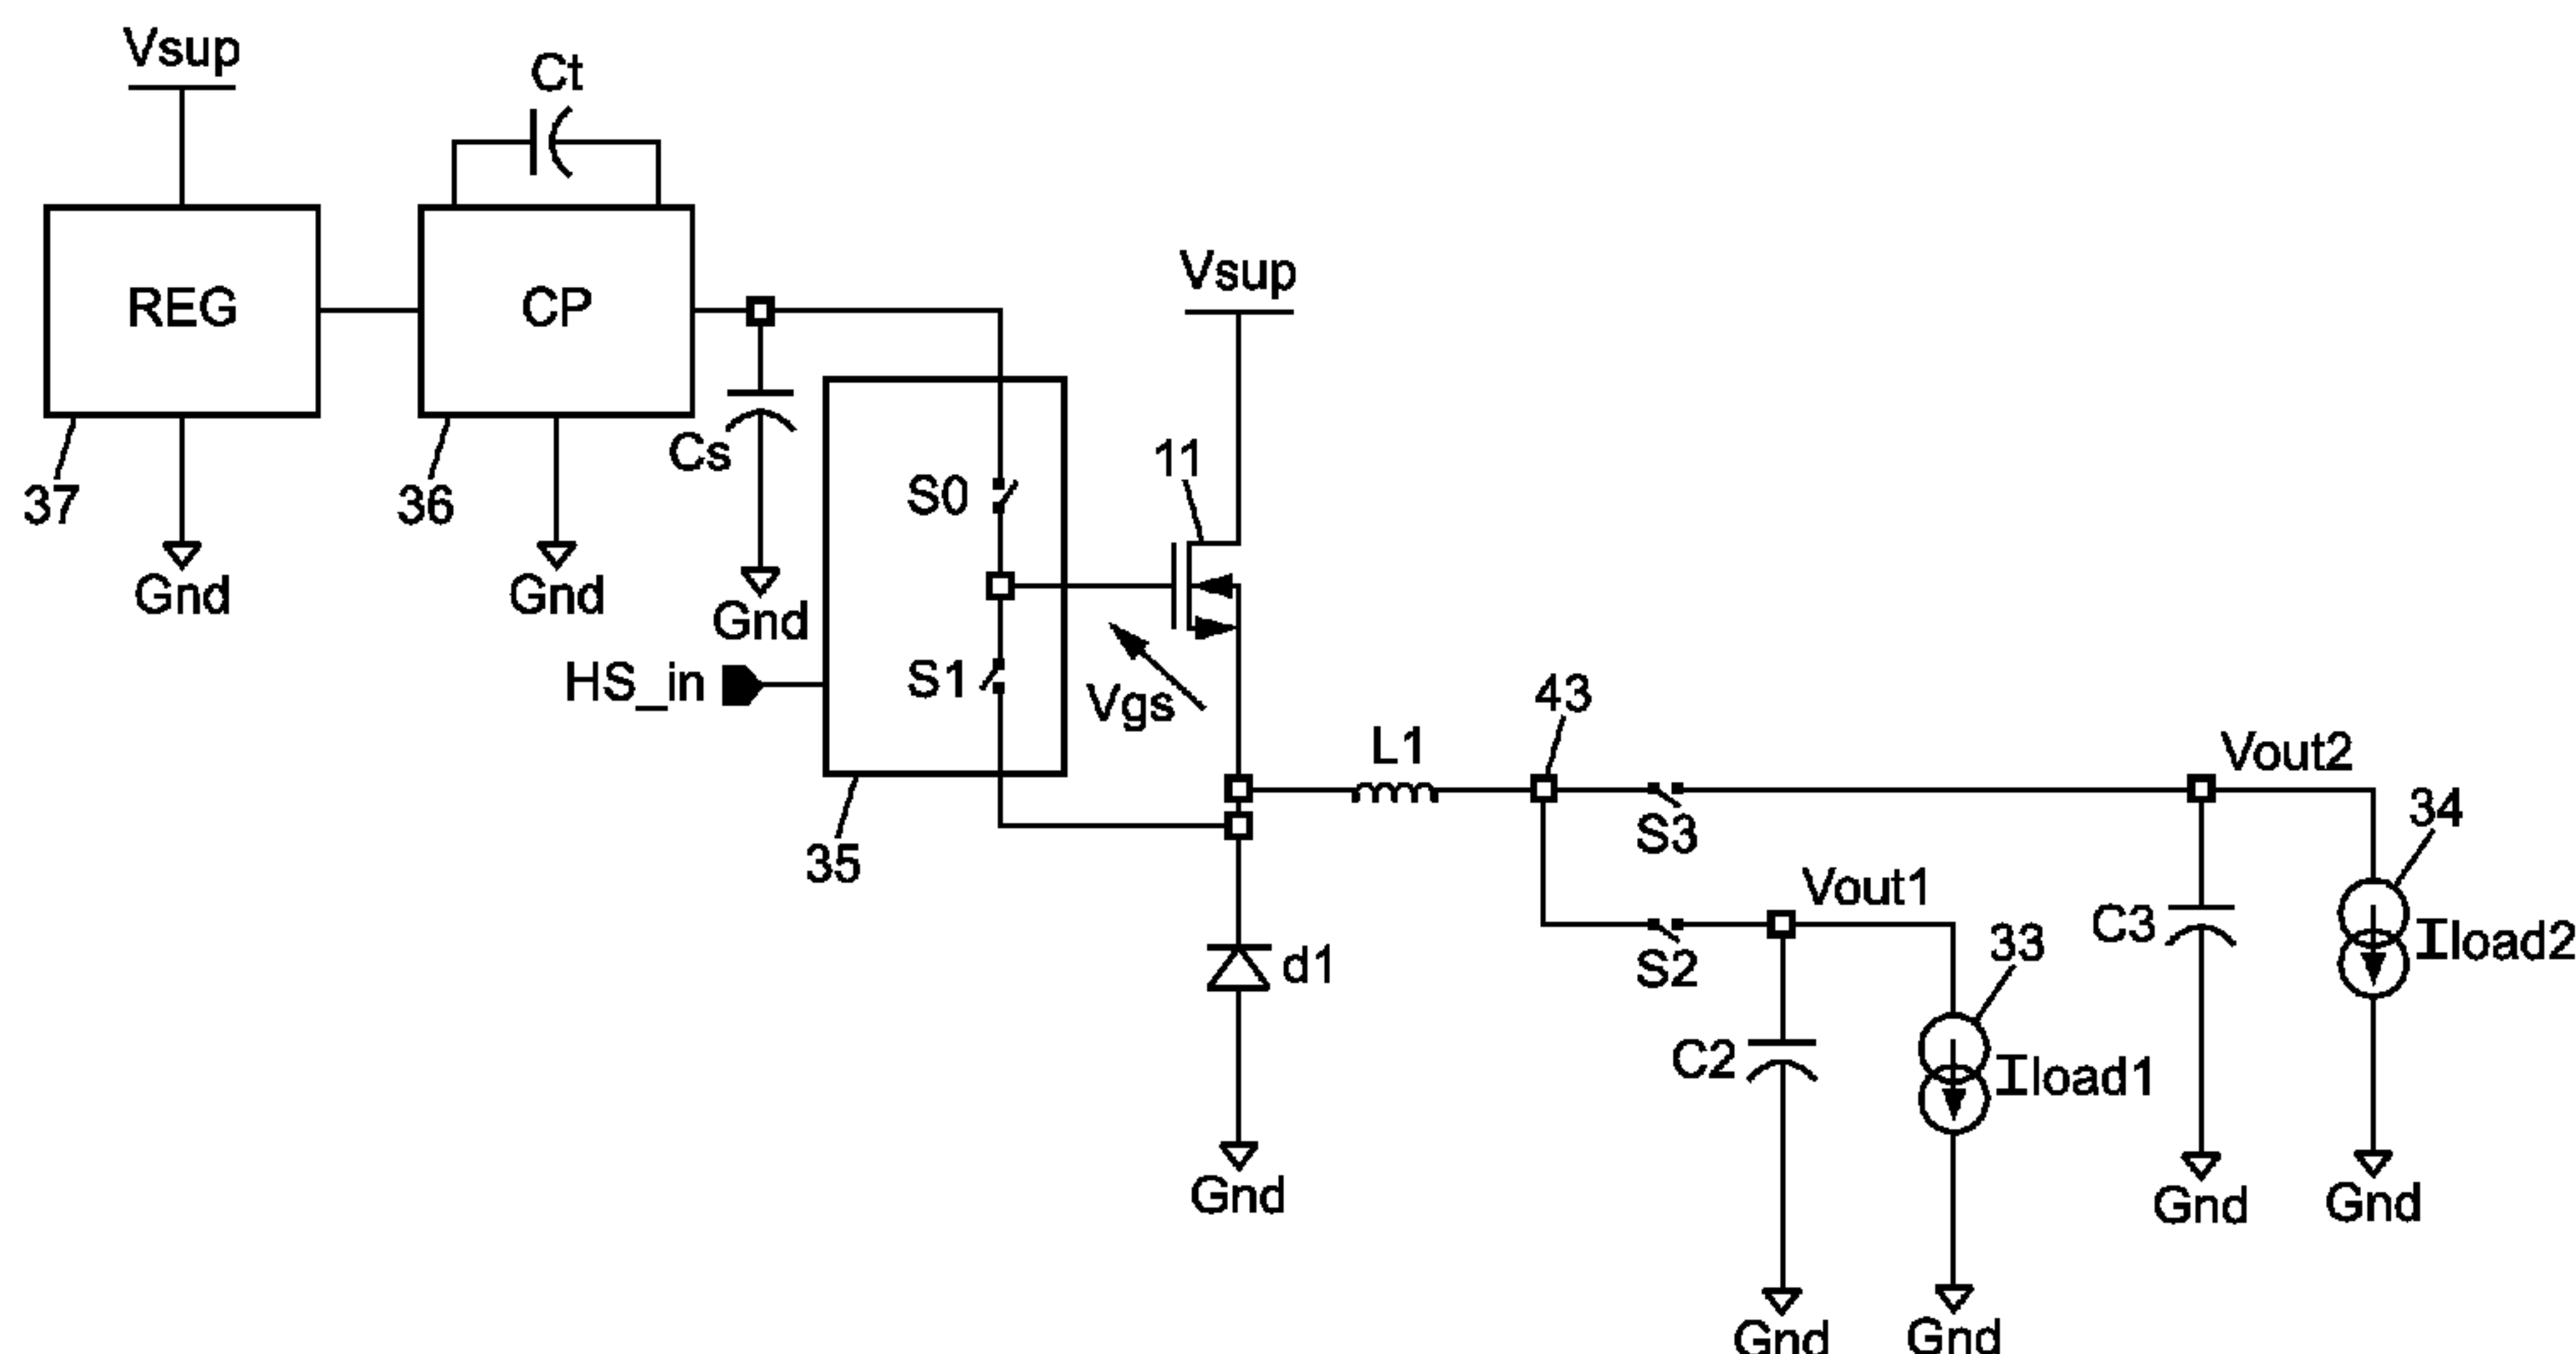 Vsup
Ct
REG
CP
37
36
Gnd
Gnd
Cs
Gnd
Vsup
11
S0
S1
HS_in
Vgs
35
L1
43
S3
Vout2
34
S2
Vout1
33
C3
Iload2
d1
C2
Iload1
Gnd
Gnd
Gnd
Gnd
Gnd